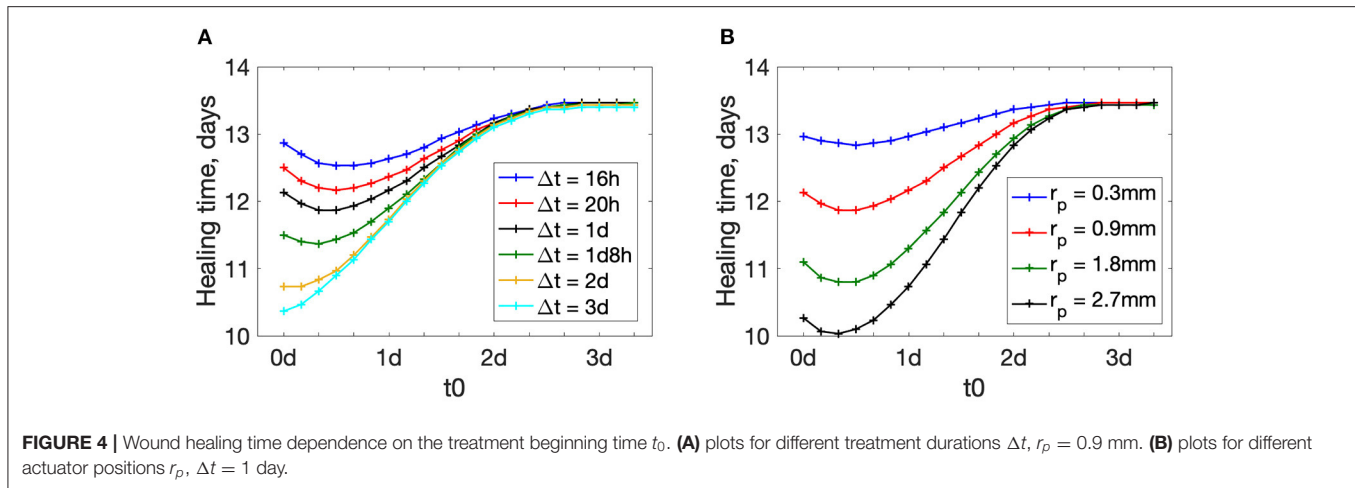 A
B
14
13
12
11
10
Healing time, days
0d 1d 2d 3d
t0
Δt = 16h
Δt = 20h
Δt = 1d
Δt = 1d8h
Δt = 2d
Δt = 3d
14
13
12
11
10
Healing time, days
0d 1d 2d 3d
t0
r_p = 0.3mm
r_p = 0.9mm
r_p = 1.8mm
r_p = 2.7mm
FIGURE 4 | Wound healing time dependence on the treatment beginning time t_0. (A) plots for different treatment durations Δt, r_p = 0.9 mm. (B) plots for different
actuator positions r_p, Δt = 1 day.